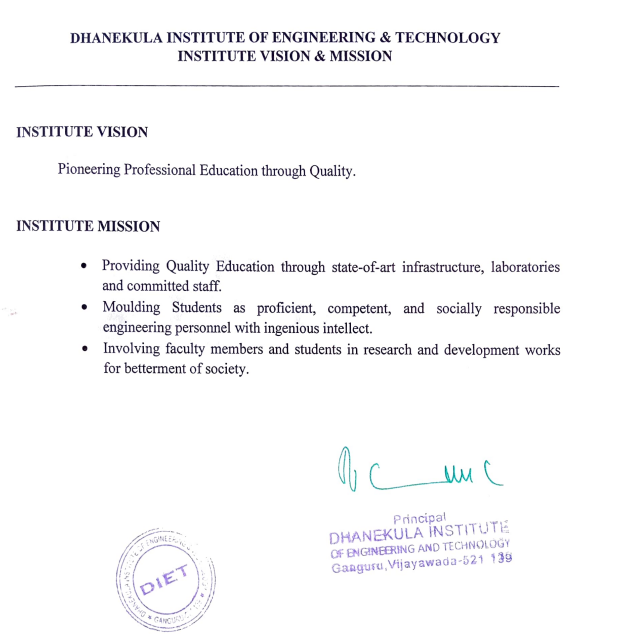 DHANEKULA INSTITUTE OF ENGINEERING & TECHNOLOGY
INSTITUTE VISION & MISSION
INSTITUTE VISION
Pioneering Professional Education through Quality.
INSTITUTE MISSION
• Providing Quality Education through state-of-art infrastructure, laboratories
and committed staff.
• Moulding Students as proficient, competent, and socially responsible
engineering personnel with ingenious intellect.
• Involving faculty members and students in research and development works
for betterment of society.
Principal
DHANEKULA INSTITUTE
OF ENGINEERING AND TECHNOLOGY
Ganguru, Vijayawada-521 139
DIET